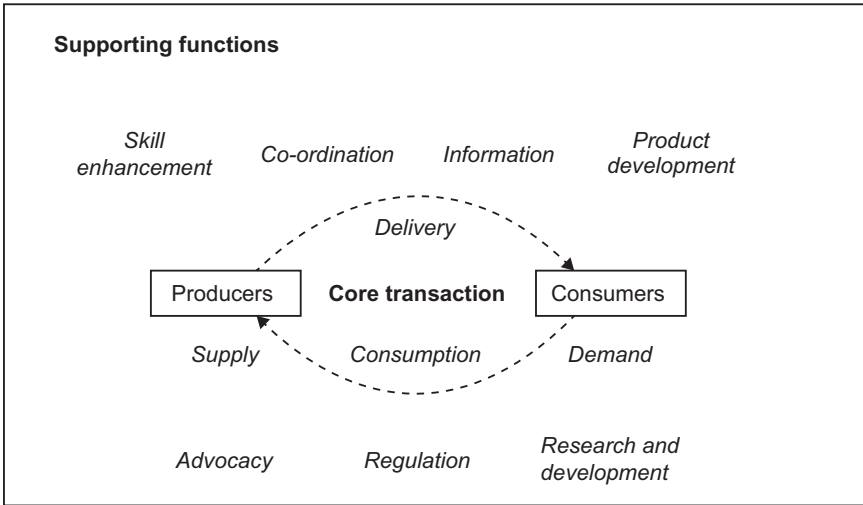 Supporting functions
Skill
enhancement
Co-ordination
Information
Product
development
Delivery
Producers
Core transaction
Consumers
Supply
Consumption
Demand
Advocacy
Regulation
Research and
development